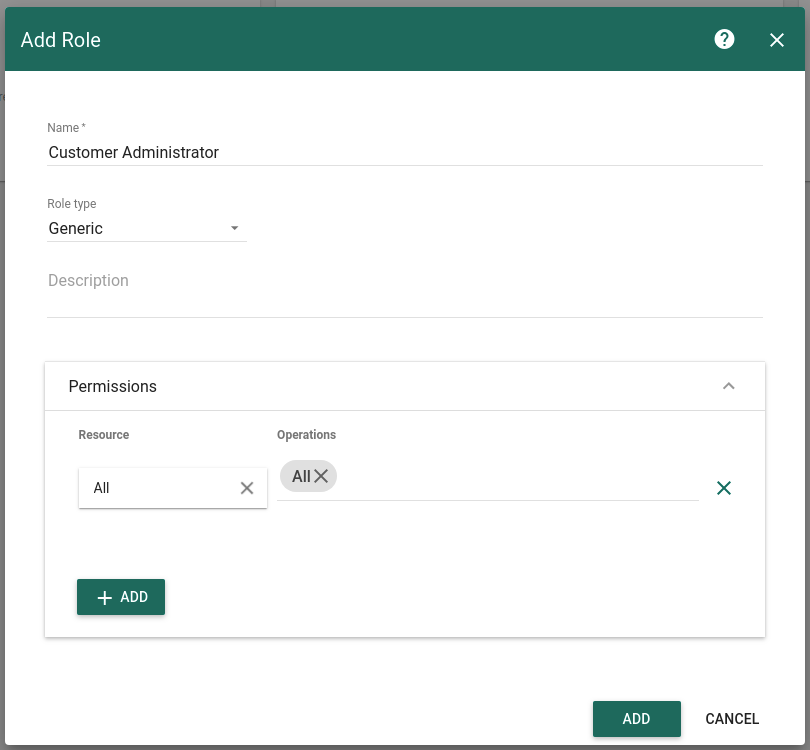 Add Role
Name *
Customer Administrator
Role type
Generic
Description
Permissions
Resource Operations
All All
ADD
ADD CANCEL